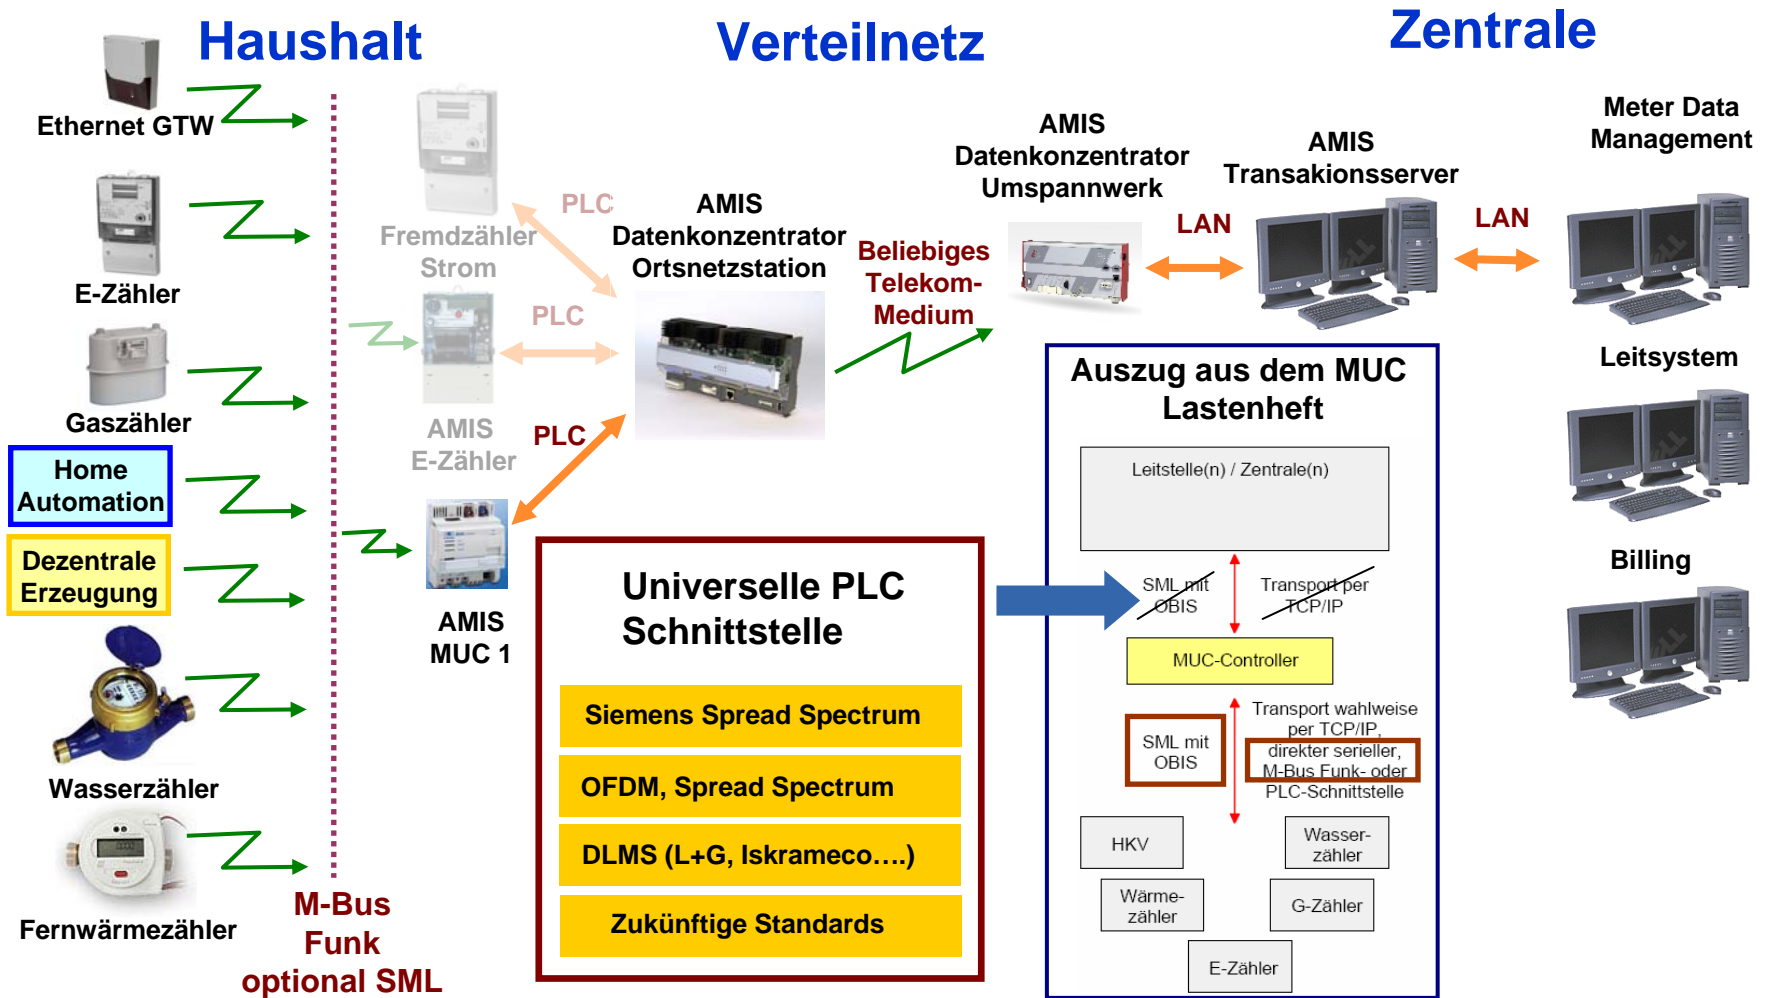 Haushalt
Verteilnetz
Zentrale
Ethernet GTW
E-Zähler
Gaszähler
Home
Automation
Dezentrale
Erzeugung
Wasserzähler
Fernwärmezähler
M-Bus
Funk
optional SML
Fremdzähler
Strom
AMIS
E-Zähler
AMIS
MUC 1
PLC
PLC
PLC
AMIS
Datenkonzentrator
Ortsnetzstation
Beliebiges
Telekom-
Medium
AMIS
Datenkonzentrator
Umspannwerk
LAN
AMIS
Transakionsserver
LAN
Meter Data
Management
Leitsystem
Billing
Universelle PLC
Schnittstelle
Siemens Spread Spectrum
OFDM, Spread Spectrum
DLMS (L+G, Iskrameco….)
Zukünftige Standards
Auszug aus dem MUC
Lastenheft
Leitstelle(n) / Zentrale(n)
SML mit
OBIS
Transport per
TCP/IP
MUC-Controller
SML mit
OBIS
Transport wahlweise
per TCP/IP,
direkter serieller,
M-Bus Funk- oder
PLC-Schnittstelle
HKV
Wasser-
zähler
Wärme-
zähler
G-Zähler
E-Zähler